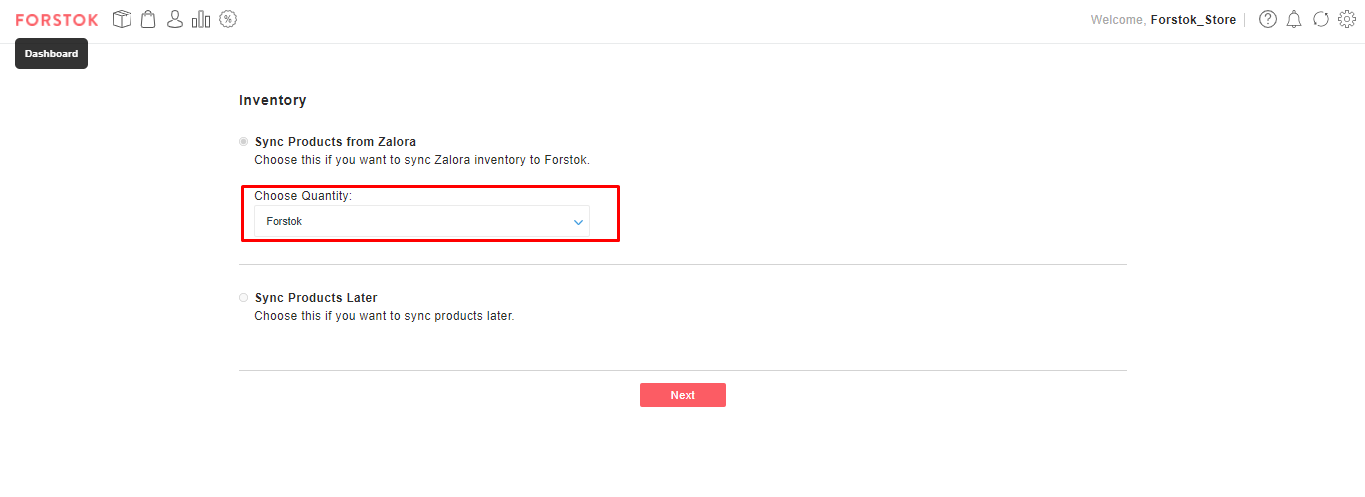 FORSTOK
%
Welcome, Forstok_Store
?
Dashboard
Inventory
Sync Products from Zalora
Choose this if you want to sync Zalora inventory to Forstok.
Choose Quantity:
Forstok
Sync Products Later
Choose this if you want to sync products later.
Next